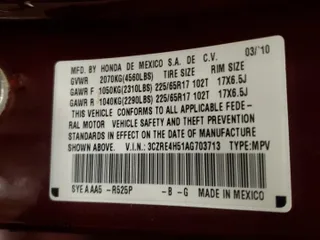 MFD. BY HONDA DE MEXICO S.A. DE C.V. 03/'10
GVWR 2070KG(4560LBS) TIRE SIZE RIM SIZE
GAWR F 1050KG(2310LBS) 225/65R17 102T 17X6.5J
GAWR R 1040KG(2290LBS) 225/65R17 102T 17X6.5J
THIS VEHICLE CONFORMS TO ALL APPLICABLE FEDE-
RAL MOTOR VEHICLE SAFETY AND THEFT PREVENTION
STANDARDS IN EFFECT ON THE DATE OF MANUFACTURE
SHOWN ABOVE. V.I.N.: 3CZRE4H51AG703713 TYPE:MPV
SYE A AA5 - R525P - B - G MADE IN MEXICO